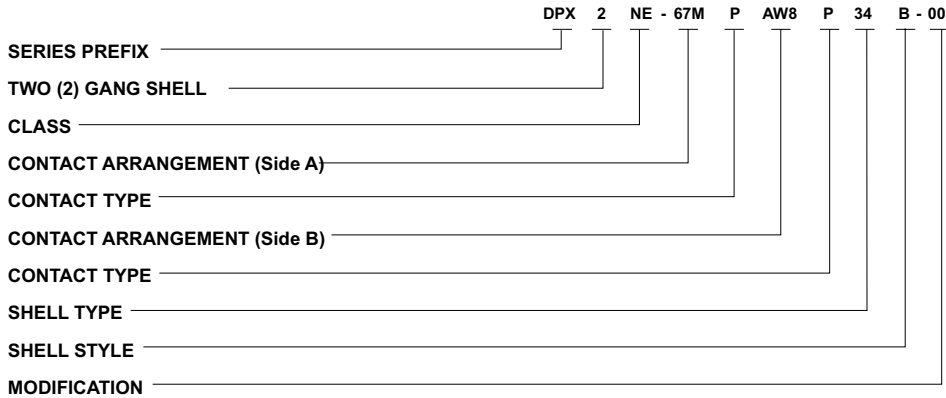 DPX 2 NE - 67M P AW8 P 34 B - 00
SERIES PREFIX
TWO (2) GANG SHELL
CLASS
CONTACT ARRANGEMENT (Side A)
CONTACT TYPE
CONTACT ARRANGEMENT (Side B)
CONTACT TYPE
SHELL TYPE
SHELL STYLE
MODIFICATION